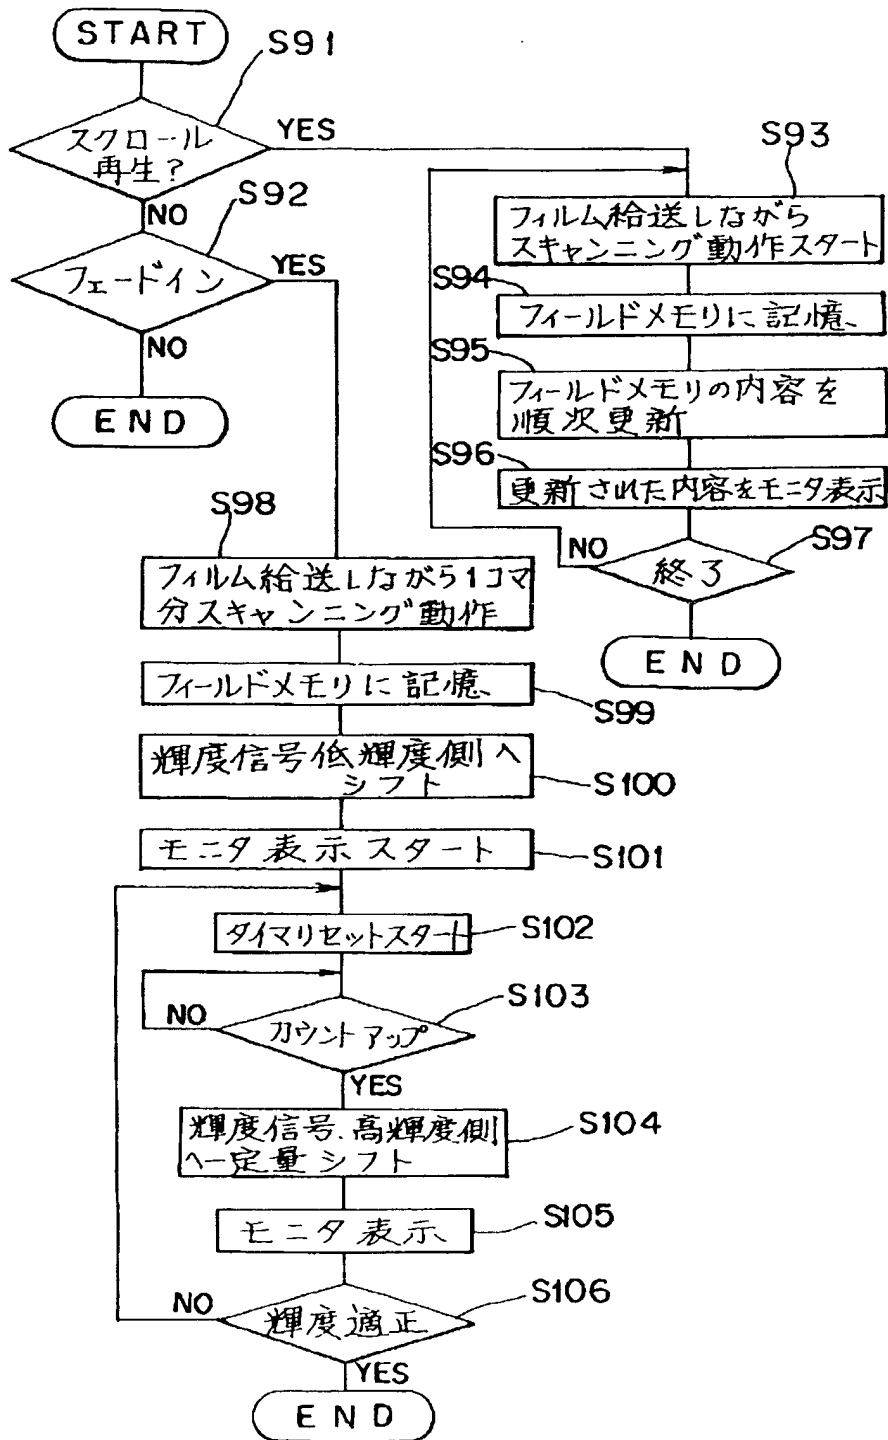 START
S91
スクロール
再生?
YES
NO
S92
フェードイン
YES
NO
END
S93
フィルム給送しながら
スキャンニング動作スタート
S94
フィールドメモリに記憶
S95
フィールドメモリの内容を
順次更新
S96
更新された内容をモニタ表示
S97
NO
終了
END
S98
フィルム給送しながら1コマ
分スキャンニング動作
フィールドメモリに記憶
S99
輝度信号低輝度側へ
シフト
S100
モニタ表示スタート
S101
タイマリセットスタート
S102
S103
NO
カウントアップ
YES
輝度信号、高輝度側
へ一定量シフト
S104
モニタ表示
S105
NO
輝度適正
S106
YES
END